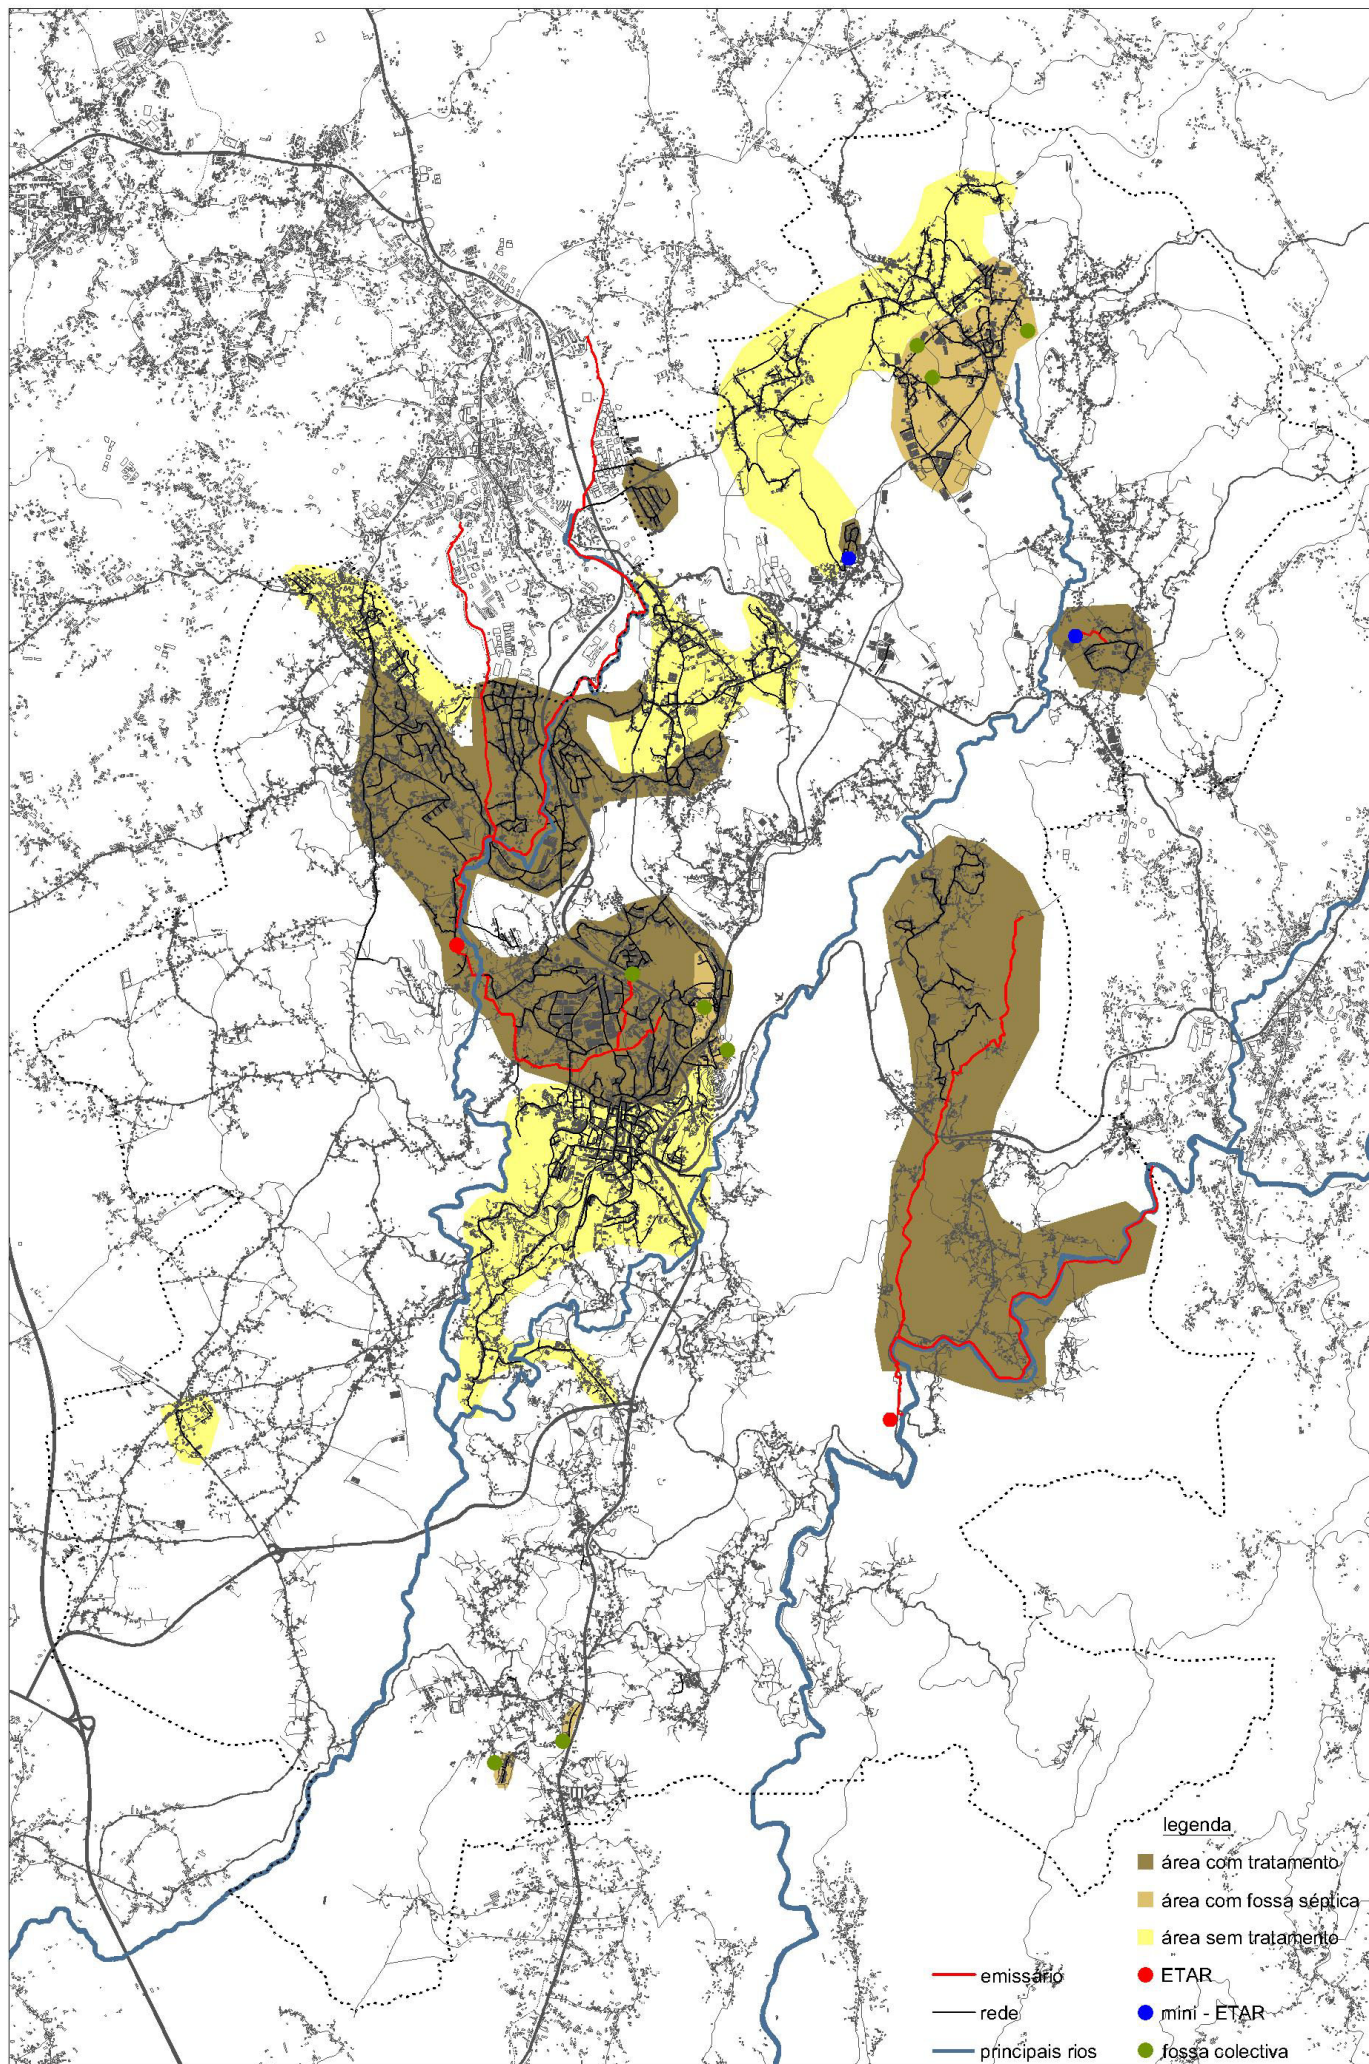 legenda
área com tratamento
área com fossa séptica
área sem tratamento
emissário
ETAR
rede
mini - ETAR
principais rios
fossa colectiva